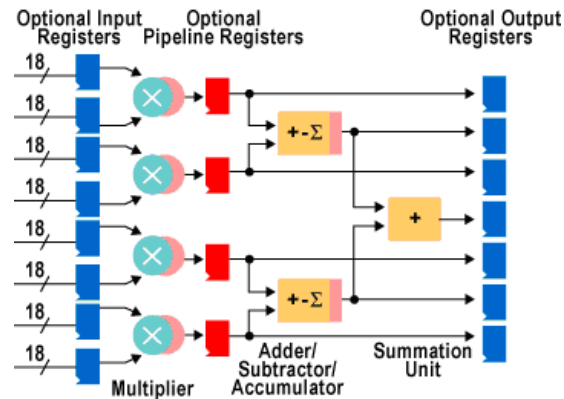 Optional Input
Registers
Optional
Pipeline Registers
Optional Output
Registers
18
18
18
18
18
18
18
18
×
×
×
×
+-Σ
+-Σ
+
Multiplier
Adder/
Subtractor/
Accumulator
Summation
Unit